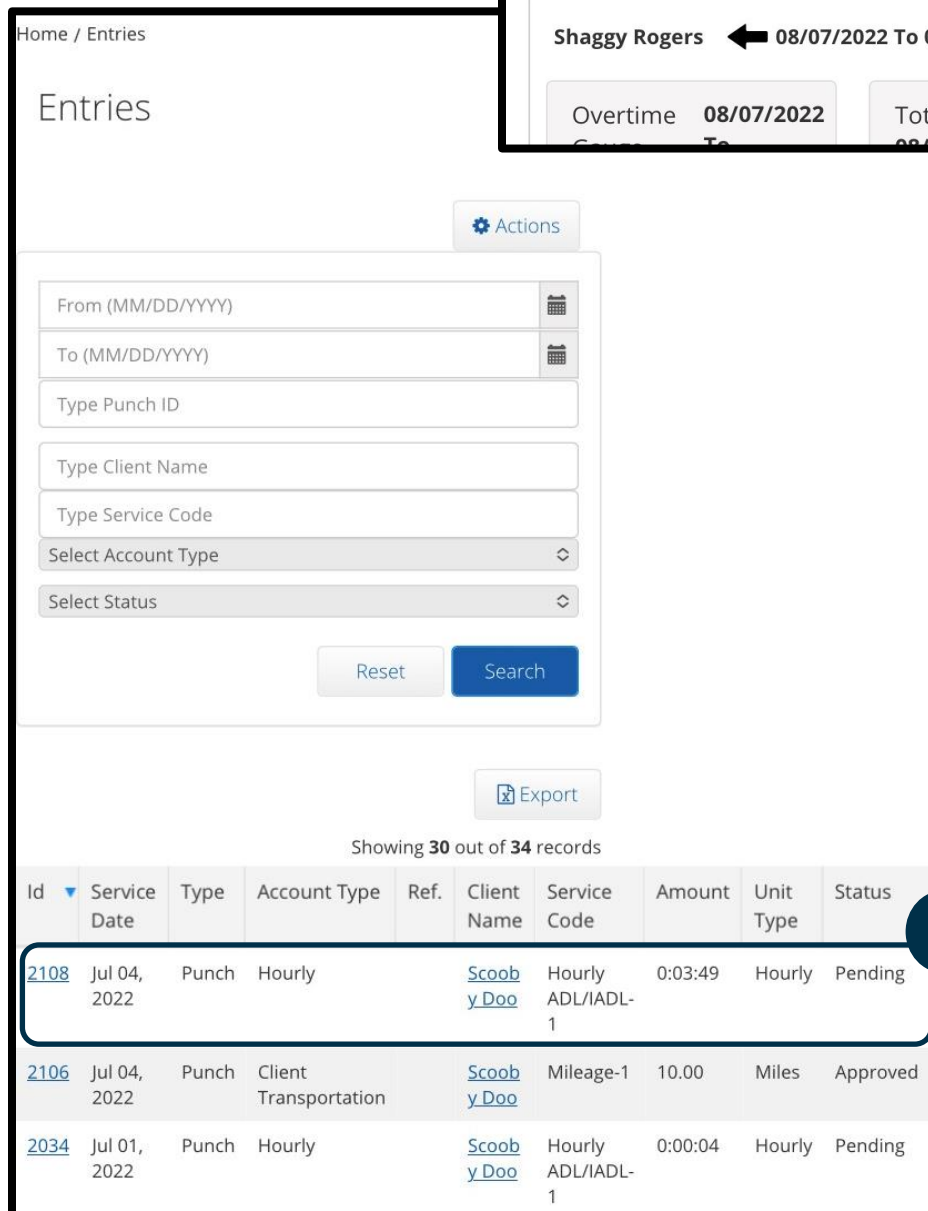 Home / Entries
Shaggy Rogers 08/07/2022 To
Entries
Overtime 08/07/2022
To
Actions
From (MM/DD/YYYY)
To (MM/DD/YYYY)
Type Punch ID
Type Client Name
Type Service Code
Select Account Type
Select Status
Reset Search
Export
Showing 30 out of 34 records
Id Service Type Account Type Ref. Client Service Amount Unit Status
Date Name Code Type
2108 Jul 04, Punch Hourly Scoob Hourly 0:03:49 Hourly Pending
2022 y Doo ADL/IADL-
1
2106 Jul 04, Punch Client Scoob Mileage-1 10.00 Miles Approved
2022 Transportation y Doo
2034 Jul 01, Punch Hourly Scoob Hourly 0:00:04 Hourly Pending
2022 y Doo ADL/IADL-
1